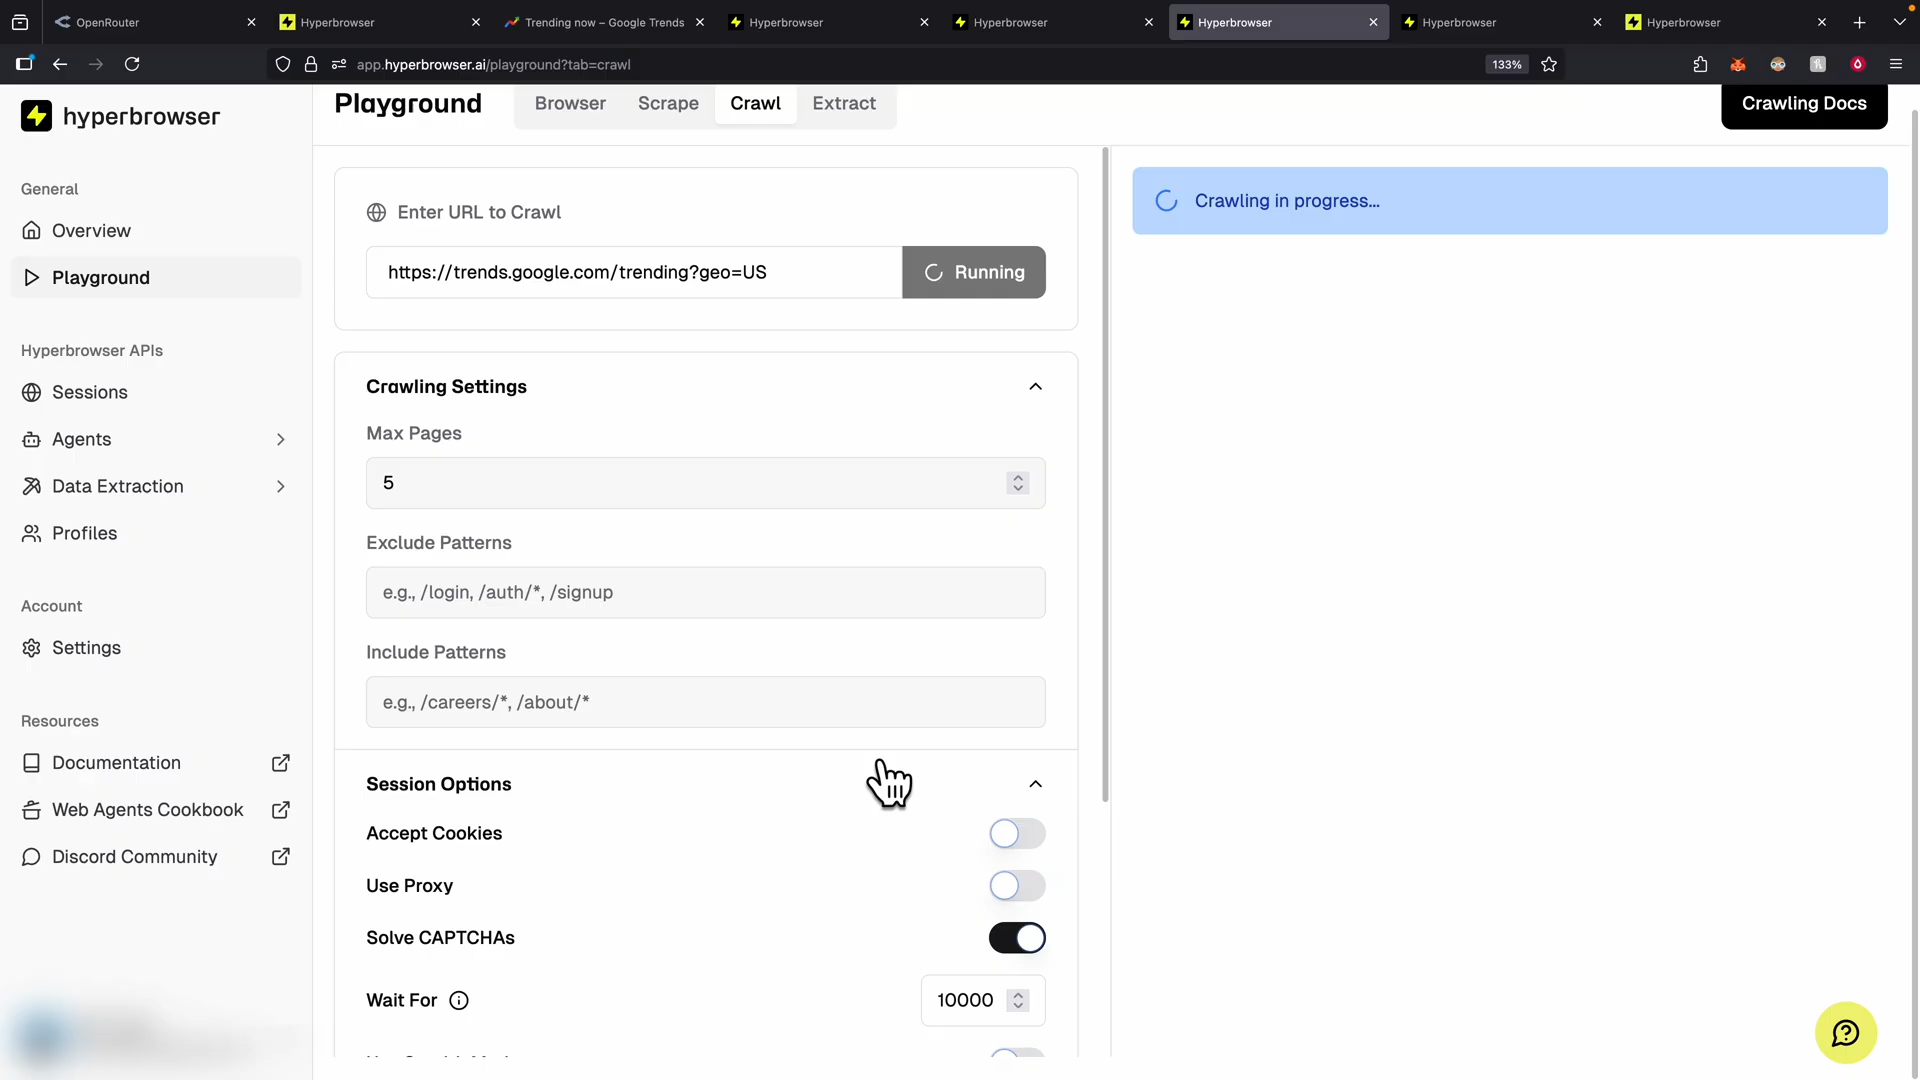 OpenRouter
Hyperbrowser
Trending now – Google Trends
Hyperbrowser
Hyperbrowser
Hyperbrowser
Hyperbrowser
Hyperbrowser
app.hyperbrowser.ai/playground?tab=crawl
133%
hyperbrowser
General
Overview
Playground
Hyperbrowser APIs
Sessions
Agents
Data Extraction
Profiles
Account
Settings
Resources
Documentation
Web Agents Cookbook
Discord Community
Playground
Browser
Scrape
Crawl
Extract
Crawling Docs
Enter URL to Crawl
https://trends.google.com/trending?geo=US
Running
Crawling Settings
Max Pages
5
Exclude Patterns
e.g., /login, /auth/*, /signup
Include Patterns
e.g., /careers/*, /about/*
Session Options
Accept Cookies
Use Proxy
Solve CAPTCHAs
Wait For
10000
Crawling in progress...